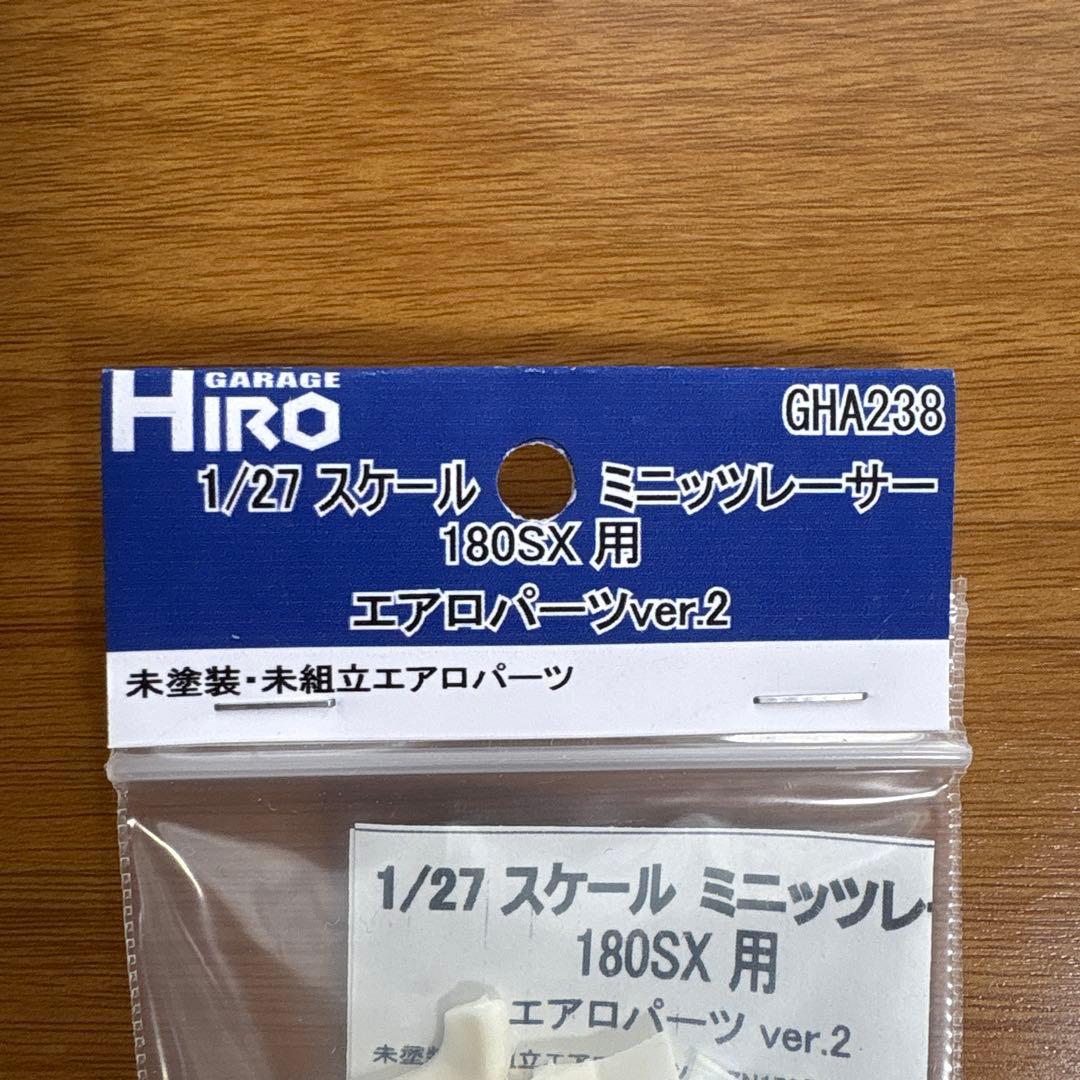 GARAGE
HIRO
GHA238
1/27 スケール ミニッツレーサー
180SX 用
エアロパーツver.2
未塗装・未組立エアロパーツ
1/27 スケール ミニッツレ
180SX 用
エアロパーツ ver.2